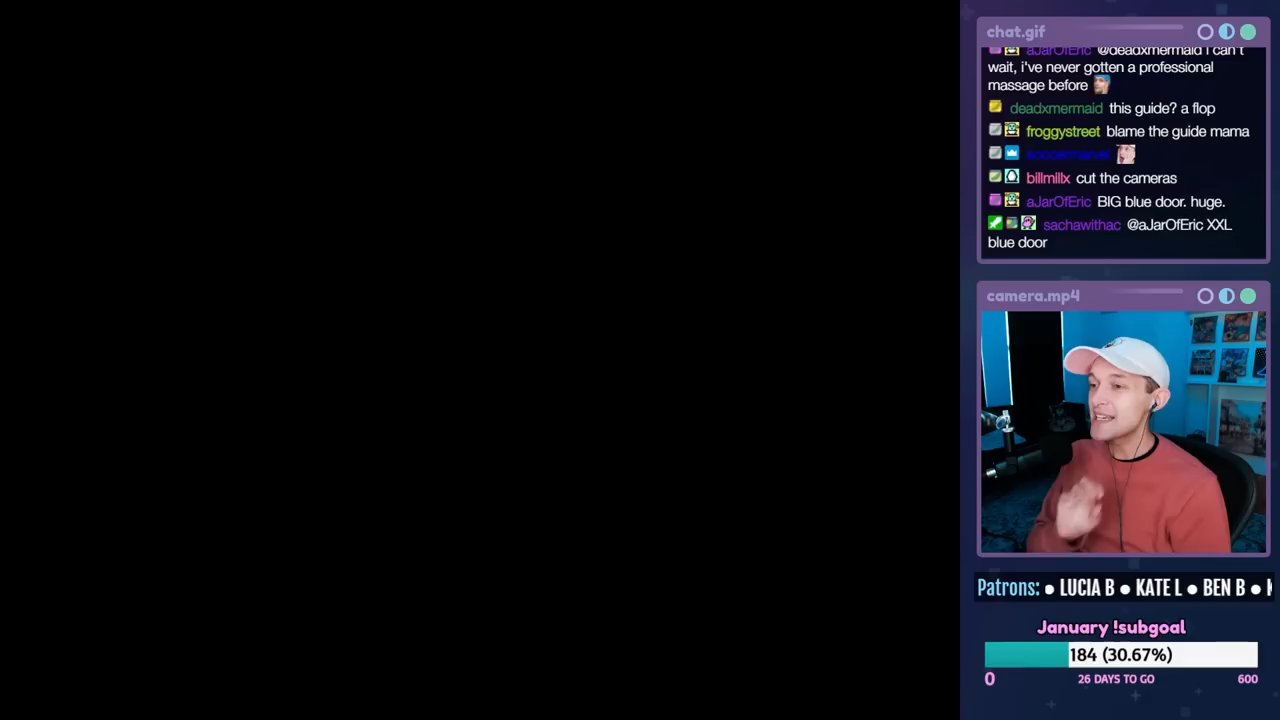 chat.gif
aJarOfEric @deadxmermaid i can't
wait, i've never gotten a professional
massage before
deadxmermaid this guide? a flop
froggystreet blame the guide mama
billmillx cut the cameras
aJarOfEric BIG blue door. huge.
sachawithac @aJarOfEric XXL
blue door
camera.mp4
Patrons: ● LUCIA B ● KATE L ● BEN B ●
January !subgoal
184 (30.67%)
0 26 DAYS TO GO 600